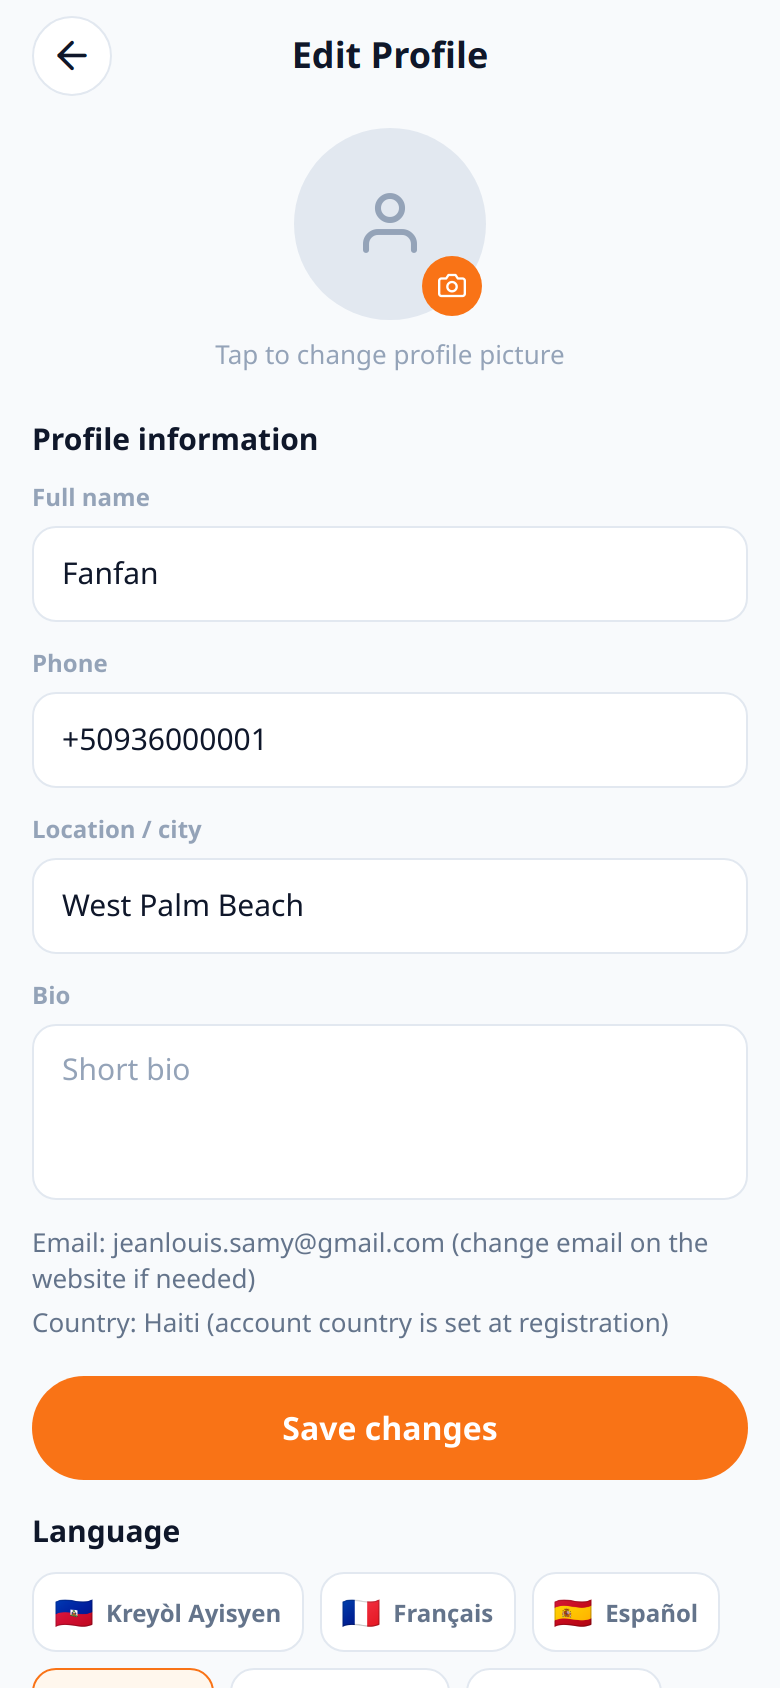 Edit Profile
Tap to change profile picture
Profile information
Full name
Fanfan
Phone
+50936000001
Location / city
West Palm Beach
Bio
Short bio
Email: jeanlouis.samy@gmail.com (change email on the
website if needed)
Country: Haiti (account country is set at registration)
Save changes
Language
Kreyòl Ayisyen
Français
Español